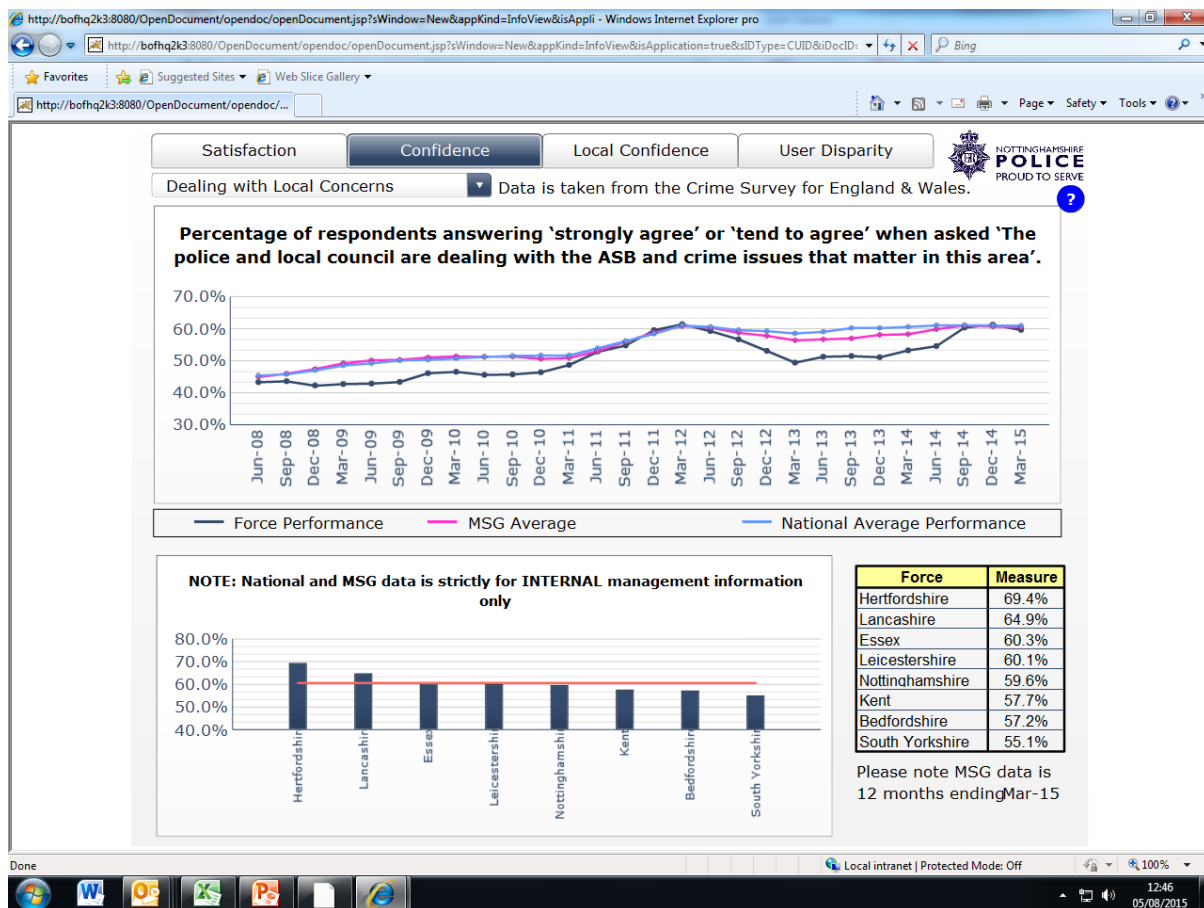 http://bofhq2k3:8080/OpenDocument/opendoc/openDocument.jsp?sWindow=New&appKind=InfoView&isAppli - Windows Internet Explorer pro
http://bofhq2k3:8080/OpenDocument/opendoc/openDocument.jsp?sWindow=New&appKind=InfoView&isApplication=true&sIDType=CUID&iDocID:
Bing
Favorites
Suggested Sites
Web Slice Gallery
http://bofhq2k3:8080/OpenDocument/opendoc/...
Page
Safety
Tools
Satisfaction
Confidence
Local Confidence
User Disparity
NOTTINGHAMSHIRE
POLICE
PROUD TO SERVE
Dealing with Local Concerns
Data is taken from the Crime Survey for England & Wales.
?
Percentage of respondents answering ‘strongly agree’ or ‘tend to agree’ when asked ‘The
police and local council are dealing with the ASB and crime issues that matter in this area’.
70.0%
60.0%
50.0%
40.0%
30.0%
Jun-08
Sep-08
Dec-08
Mar-09
Jun-09
Sep-09
Dec-09
Mar-10
Jun-10
Sep-10
Dec-10
Mar-11
Jun-11
Sep-11
Dec-11
Mar-12
Jun-12
Sep-12
Dec-12
Mar-13
Jun-13
Sep-13
Dec-13
Mar-14
Jun-14
Sep-14
Dec-14
Mar-15
Force Performance
MSG Average
National Average Performance
NOTE: National and MSG data is strictly for INTERNAL management information
only
80.0%
70.0%
60.0%
50.0%
40.0%
Hertfordshir
Lancashir
Essex
Leicestershir
Nottinghamshi
Kent
Bedfordshir
South Yorkshir
Force Measure
Hertfordshire 69.4%
Lancashire 64.9%
Essex 60.3%
Leicestershire 60.1%
Nottinghamshire 59.6%
Kent 57.7%
Bedfordshire 57.2%
South Yorkshire 55.1%
Please note MSG data is
12 months endingMar-15
Done
Local intranet | Protected Mode: Off
100%
12:46
05/08/2015